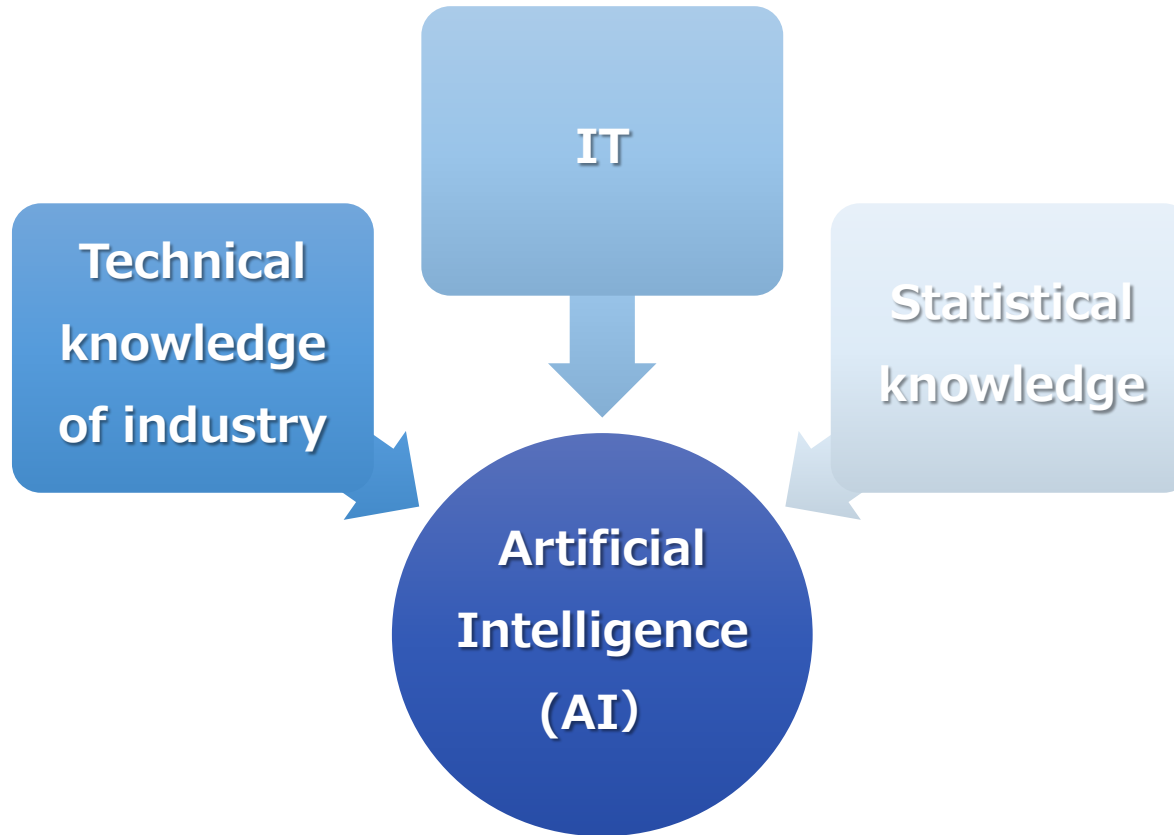 IT
Technical
knowledge
of industry
Statistical
knowledge
Artificial
Intelligence
(AI）